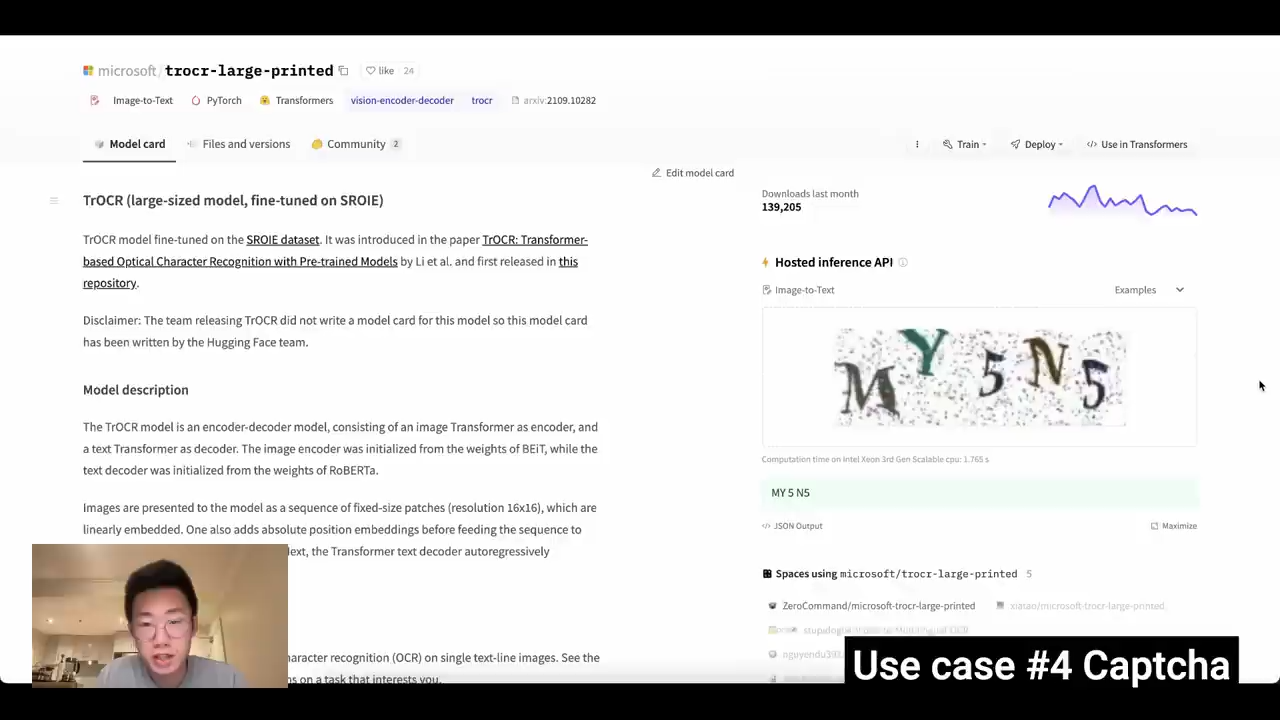 microsoft/trocr-large-printed like 24
Image-to-Text PyTorch Transformers vision-encoder-decoder trocr arxiv:2109.10282
Model card Files and versions Community 2 Train Deploy Use in Transformers
Edit model card
TrOCR (large-sized model, fine-tuned on SROIE)
TrOCR model fine-tuned on the SROIE dataset. It was introduced in the paper TrOCR: Transformer-
based Optical Character Recognition with Pre-trained Models by Li et al. and first released in this
repository.
Disclaimer: The team releasing TrOCR did not write a model card for this model so this model card
has been written by the Hugging Face team.
Model description
The TrOCR model is an encoder-decoder model, consisting of an image Transformer as encoder, and
a text Transformer as decoder. The image encoder was initialized from the weights of BEiT, while the
text decoder was initialized from the weights of RoBERTa.
Images are presented to the model as a sequence of fixed-size patches (resolution 16x16), which are
linearly embedded. One also adds absolute position embeddings before feeding the sequence to
the Transformer text decoder autoregressively
character recognition (OCR) on single text-line images. See the
on a task that interests you.
Downloads last month
139,205
Hosted inference API
Image-to-Text Examples
M Y 5 N 5
Computation time on Intel Xeon 3rd Gen Scalable cpu: 1.765 s
MY 5 N5
JSON Output Maximize
Spaces using microsoft/trocr-large-printed 5
ZeroCommand/microsoft-trocr-large-printed xiatao/microsoft-trocr-large-printed
Use case #4 Captcha